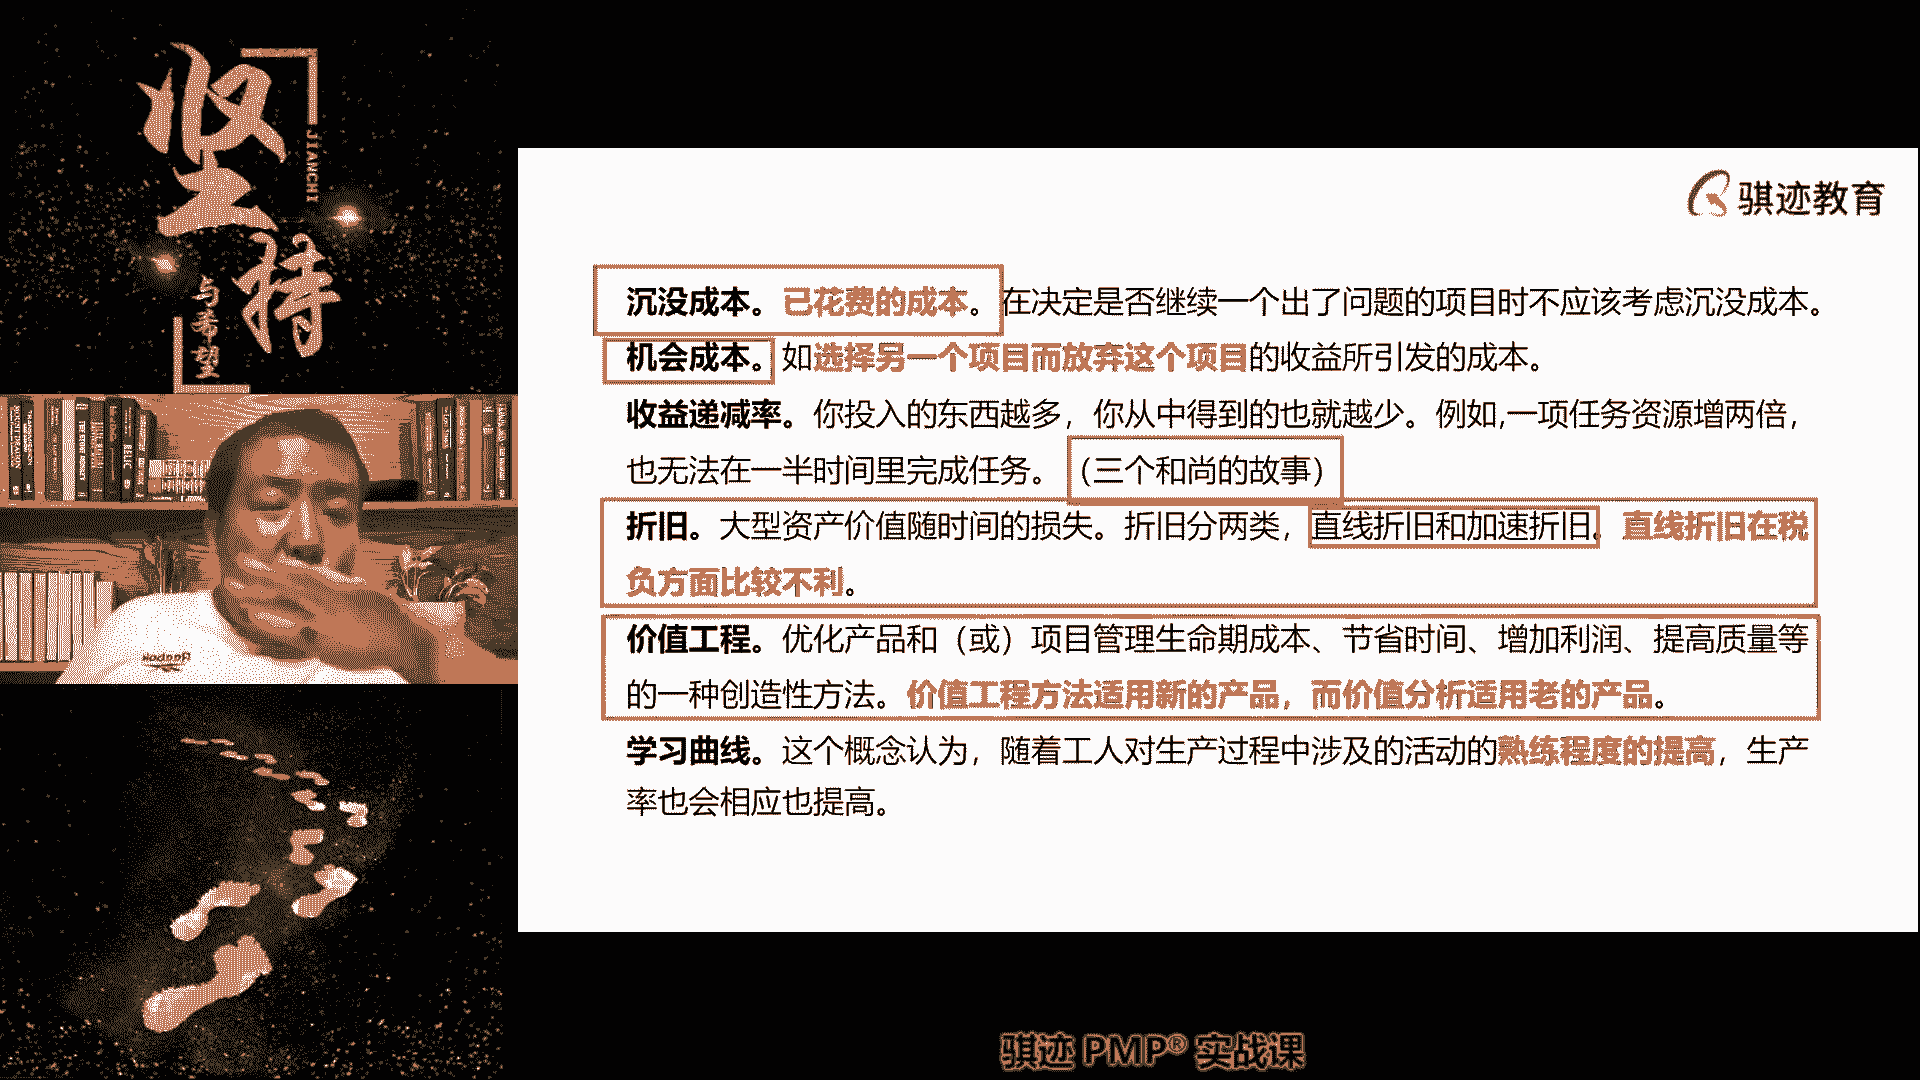 坚持
JIANCHI
与希望
骐迹教育
沉没成本。已花费的成本。在决定是否继续一个出了问题的项目时不应该考虑沉没成本。
机会成本。如选择另一个项目而放弃这个项目的收益所引发的成本。
收益递减率。你投入的东西越多，你从中得到的也就越少。例如,一项任务资源增两倍，
也无法在一半时间里完成任务。（三个和尚的故事）
折旧。大型资产价值随时间的损失。折旧分两类，直线折旧和加速折旧。直线折旧在税
负方面比较不利。
价值工程。优化产品和（或）项目管理生命期成本、节省时间、增加利润、提高质量等
的一种创造性方法。价值工程方法适用新的产品，而价值分析适用老的产品。
学习曲线。这个概念认为，随着工人对生产过程中涉及的活动的熟练程度的提高，生产
率也会相应也提高。
骐迹 PMP® 实战课